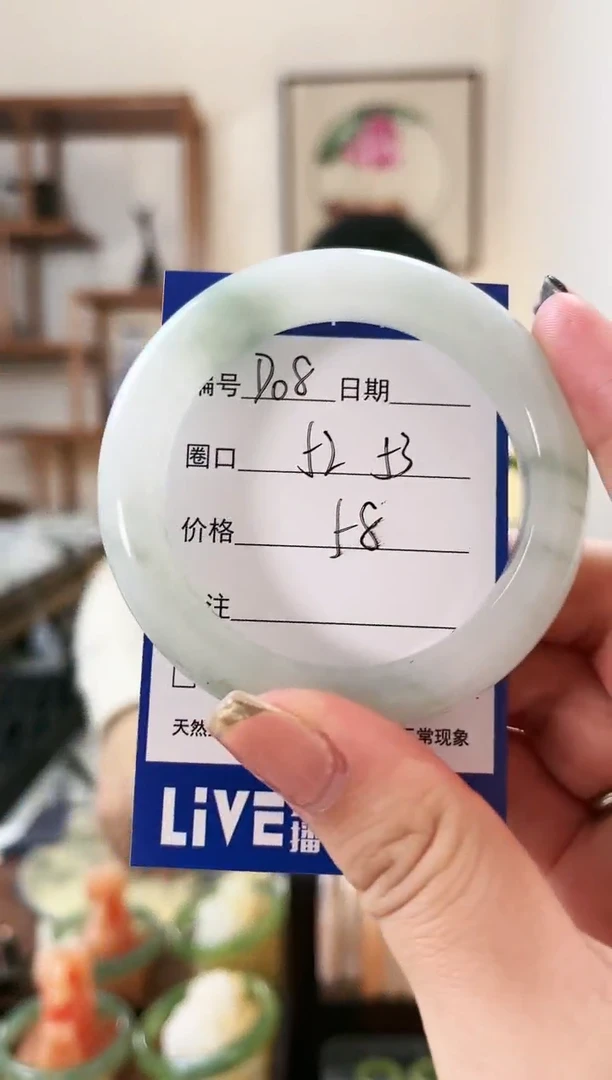 编号 D08 日期
圈口 52 53
价格 58
注
天然 正常现象
LiVE 播